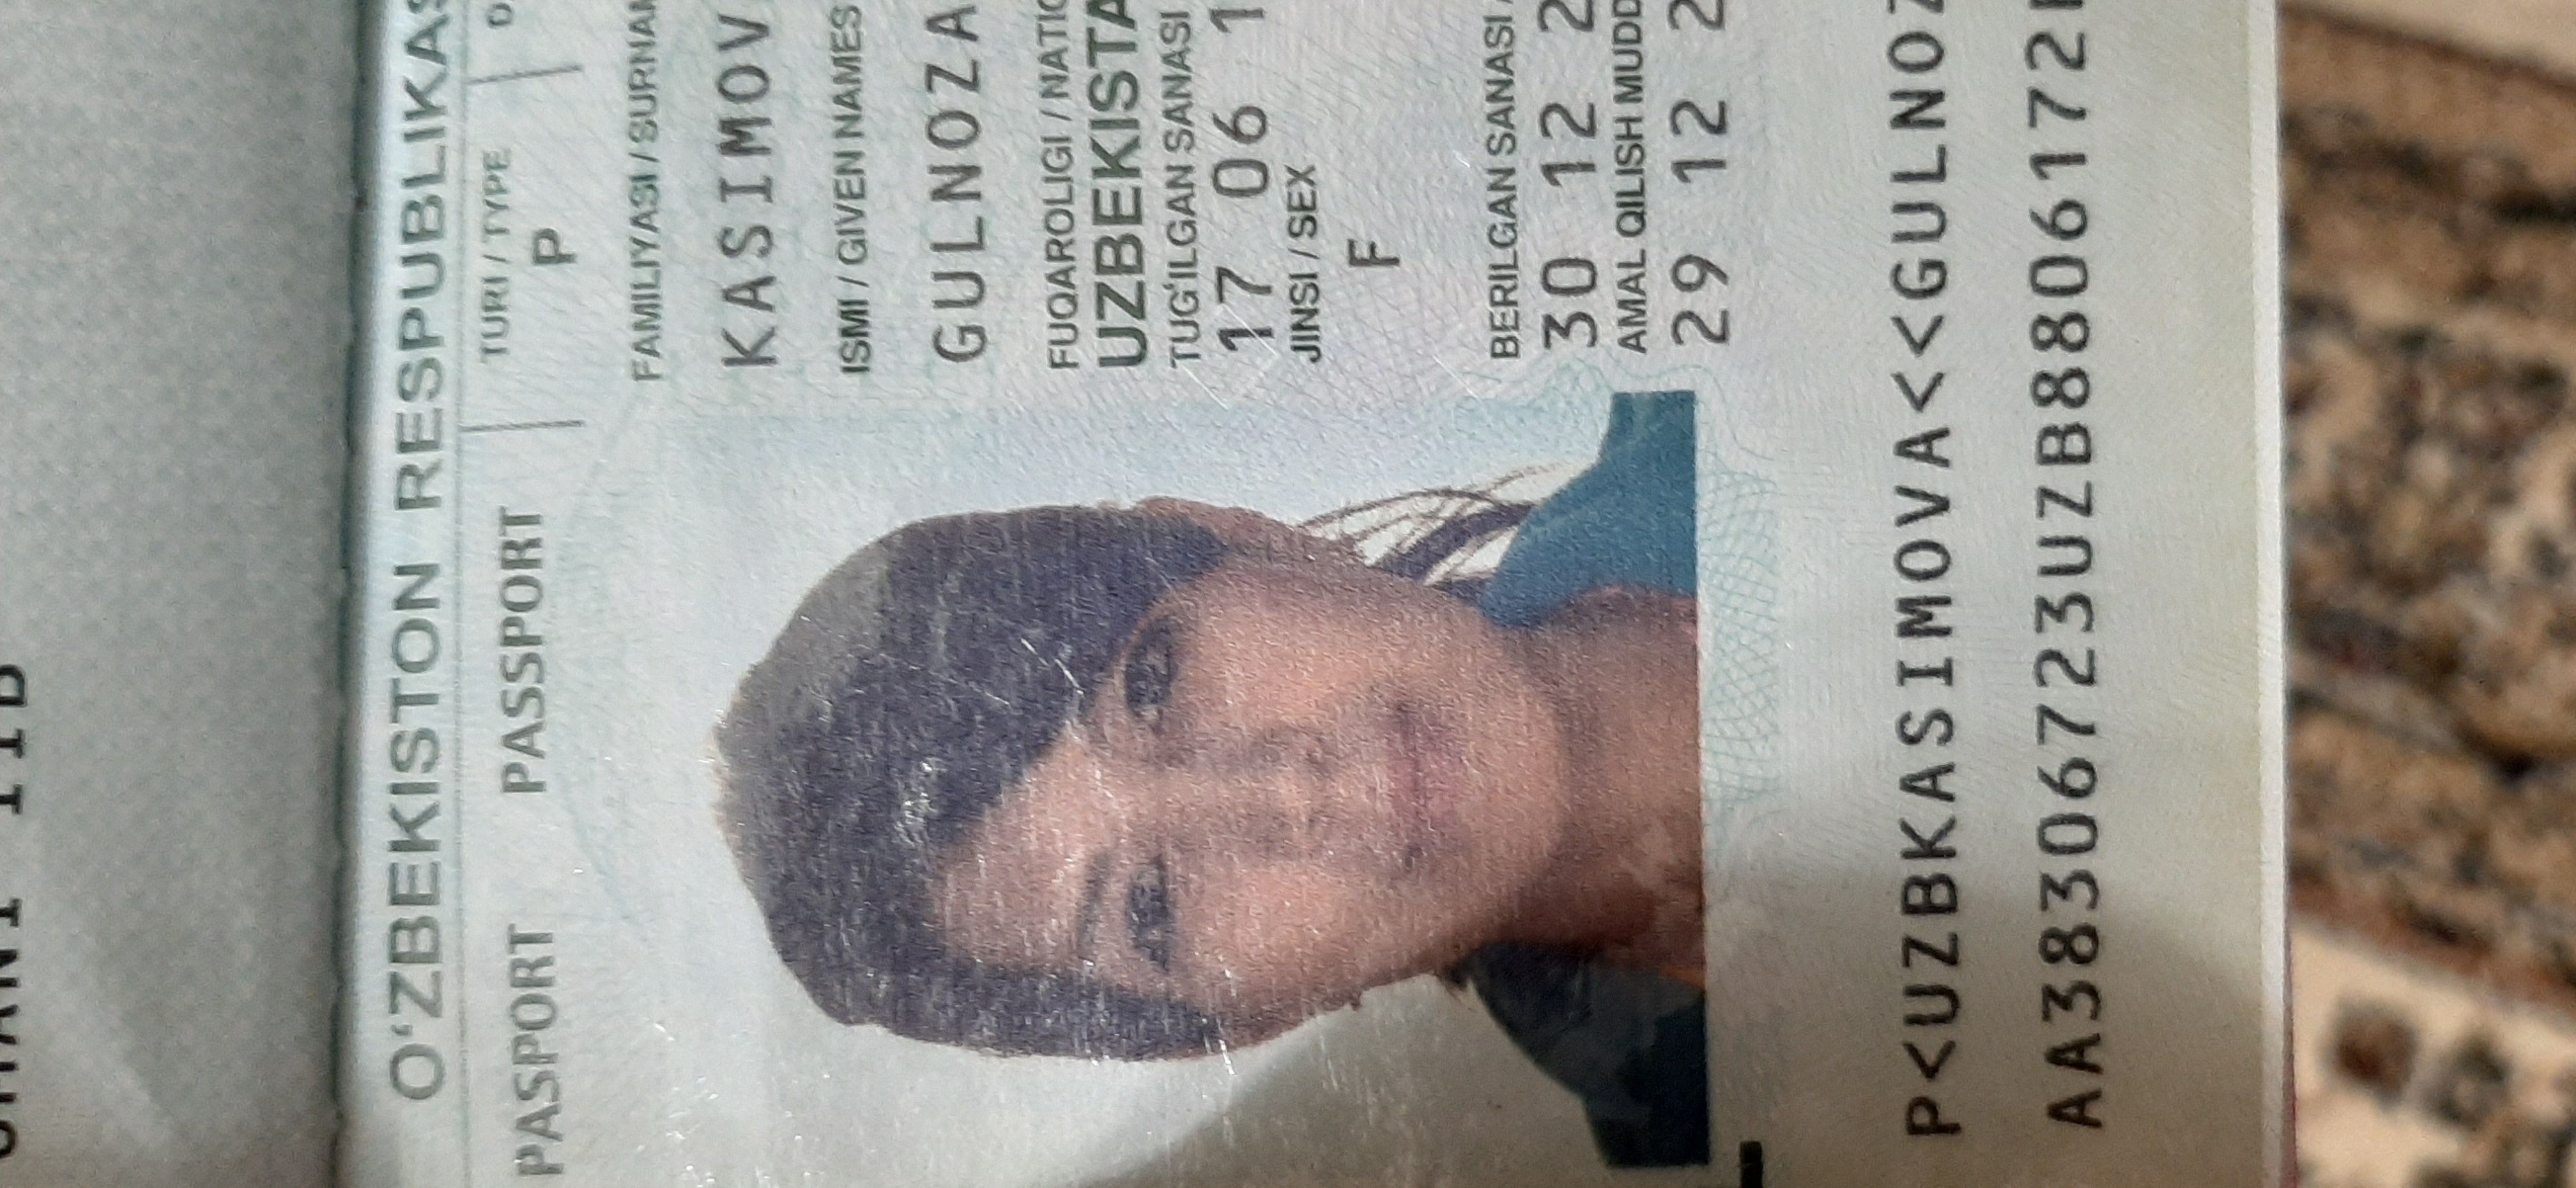 IIB
O‘ZBEKISTON RESPUBLIKAS
PASPORT PASSPORT
TURI / TYPE
P
FAMILIYASI / SURNAM
KASIMOV
ISMI / GIVEN NAMES
GULNOZA
FUQAROLIGI / NATIO
UZBEKISTA
TUG‘ILGAN SANASI
17 06 1
JINSI / SEX
F
BERILGAN SANASI /
30 12 2
AMAL QILISH MUDD
29 12 2
P<UZBKASIMOVA<<GULNOZ
AA38306723UZB8806172